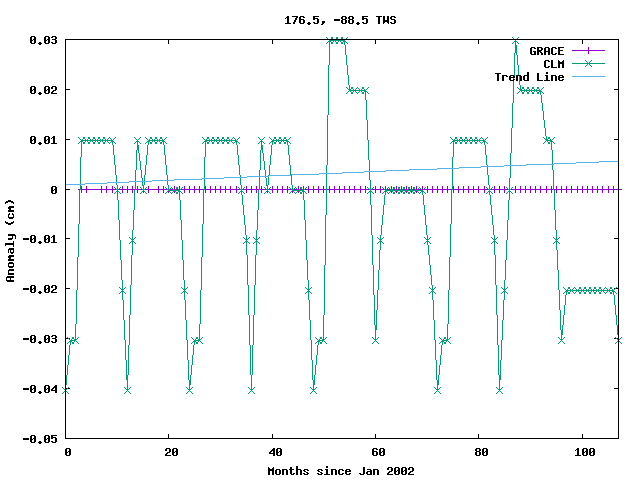 176.5, -88.5 TWS
GRACE
CLM
Trend Line
0.03
0.02
0.01
0
-0.01
-0.02
-0.03
-0.04
-0.05
Anomaly (cm)
0 20 40 60 80 100
Months since Jan 2002